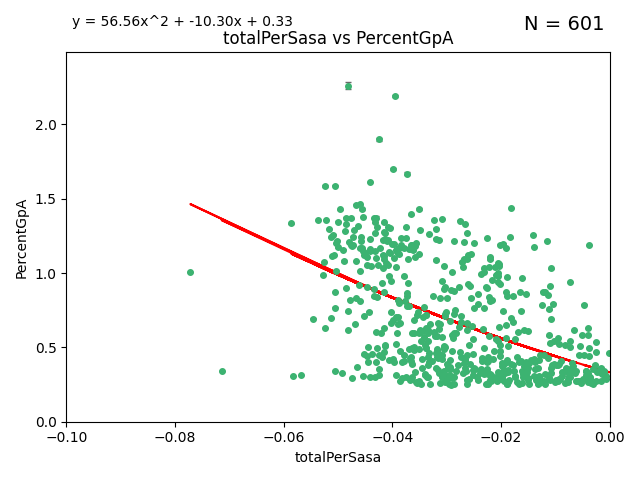 y = 56.56x^2 + -10.30x + 0.33
N = 601
totalPerSasa vs PercentGpA
PercentGpA
2.0
1.5
1.0
0.5
0.0
−0.10 −0.08 −0.06 −0.04 −0.02 0.00
totalPerSasa